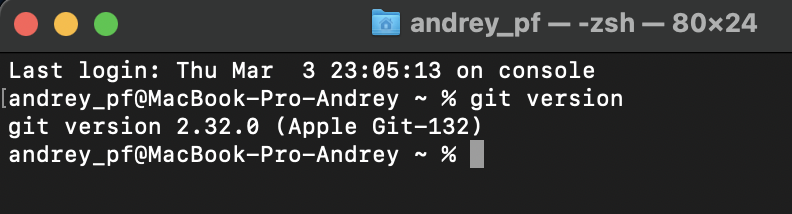 andrey_pf — -zsh — 80×24
Last login: Thu Mar  3 23:05:13 on console
[andrey_pf@MacBook-Pro-Andrey ~ % git version
git version 2.32.0 (Apple Git-132)
andrey_pf@MacBook-Pro-Andrey ~ %